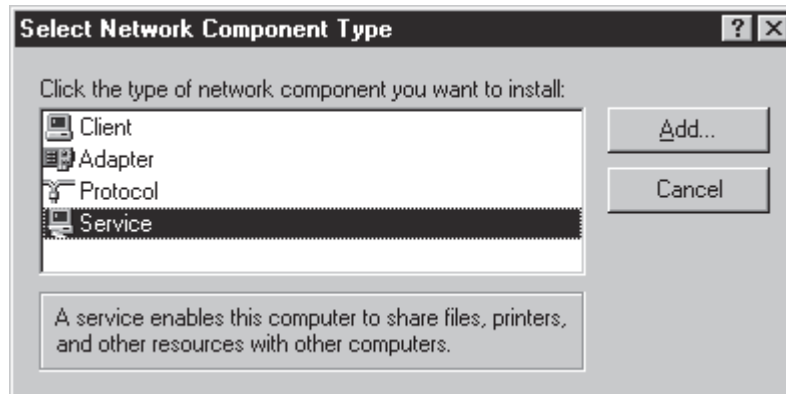 Select Network Component Type
Click the type of network component you want to install:
Client
Adapter
Protocol
Service
Add...
Cancel
A service enables this computer to share files, printers,
and other resources with other computers.